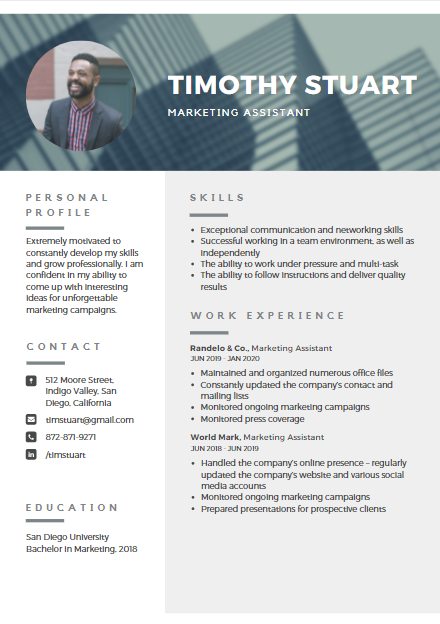 TIMOTHY STUART
MARKETING ASSISTANT
PERSONAL
PROFILE
Extremely motivated to
constantly develop my skills
and grow professionally. I am
confident in my ability to
come up with interesting
ideas for unforgettable
marketing campaigns.
CONTACT
512 Moore Street,
Indigo Valley, San
Diego, California
timstuart@gmail.com
872-871-9271
/timstuart
EDUCATION
San Diego University
Bachelor in Marketing, 2018
SKILLS
• Exceptional communication and networking skills
• Successful working in a team environment, as well as
independently
• The ability to work under pressure and multi-task
• The ability to follow instructions and deliver quality
results
WORK EXPERIENCE
Randelo & Co., Marketing Assistant
JUN 2019 - JAN 2020
• Maintained and organized numerous office files
• Constantly updated the company's contact and
mailing lists
• Monitored ongoing marketing campaigns
• Monitored press coverage
World Mark, Marketing Assistant
JUN 2018 - JUN 2019
• Handled the company's online presence – regularly
updated the company's website and various social
media accounts
• Monitored ongoing marketing campaigns
• Prepared presentations for prospective clients